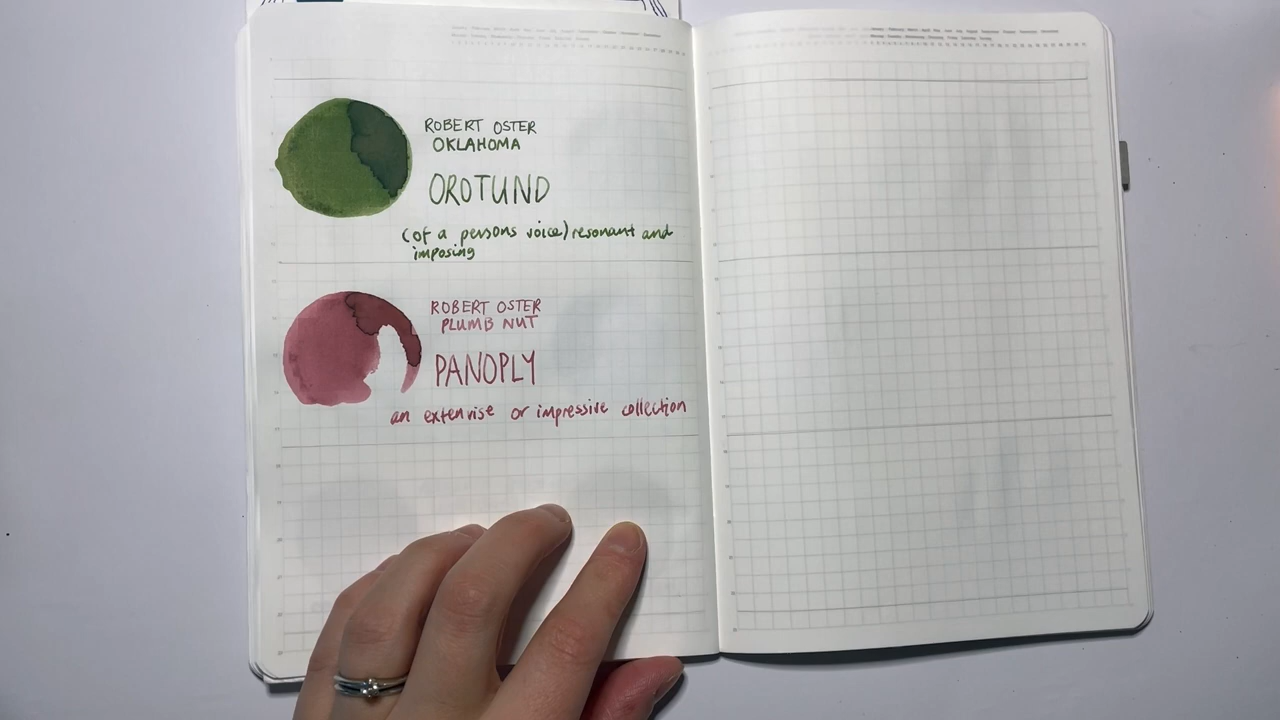 ROBERT OSTER
OKLAHOMA
OROTUND
(of a persons voice) resonant and
imposing
ROBERT OSTER
PLUMB NUT
PANOPLY
an extenvise or impressive collection